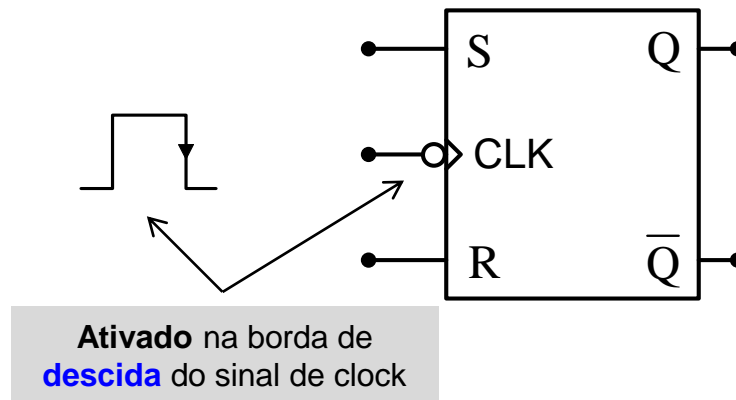 S Q
CLK
R Q̅
Ativado na borda de
descida do sinal de clock